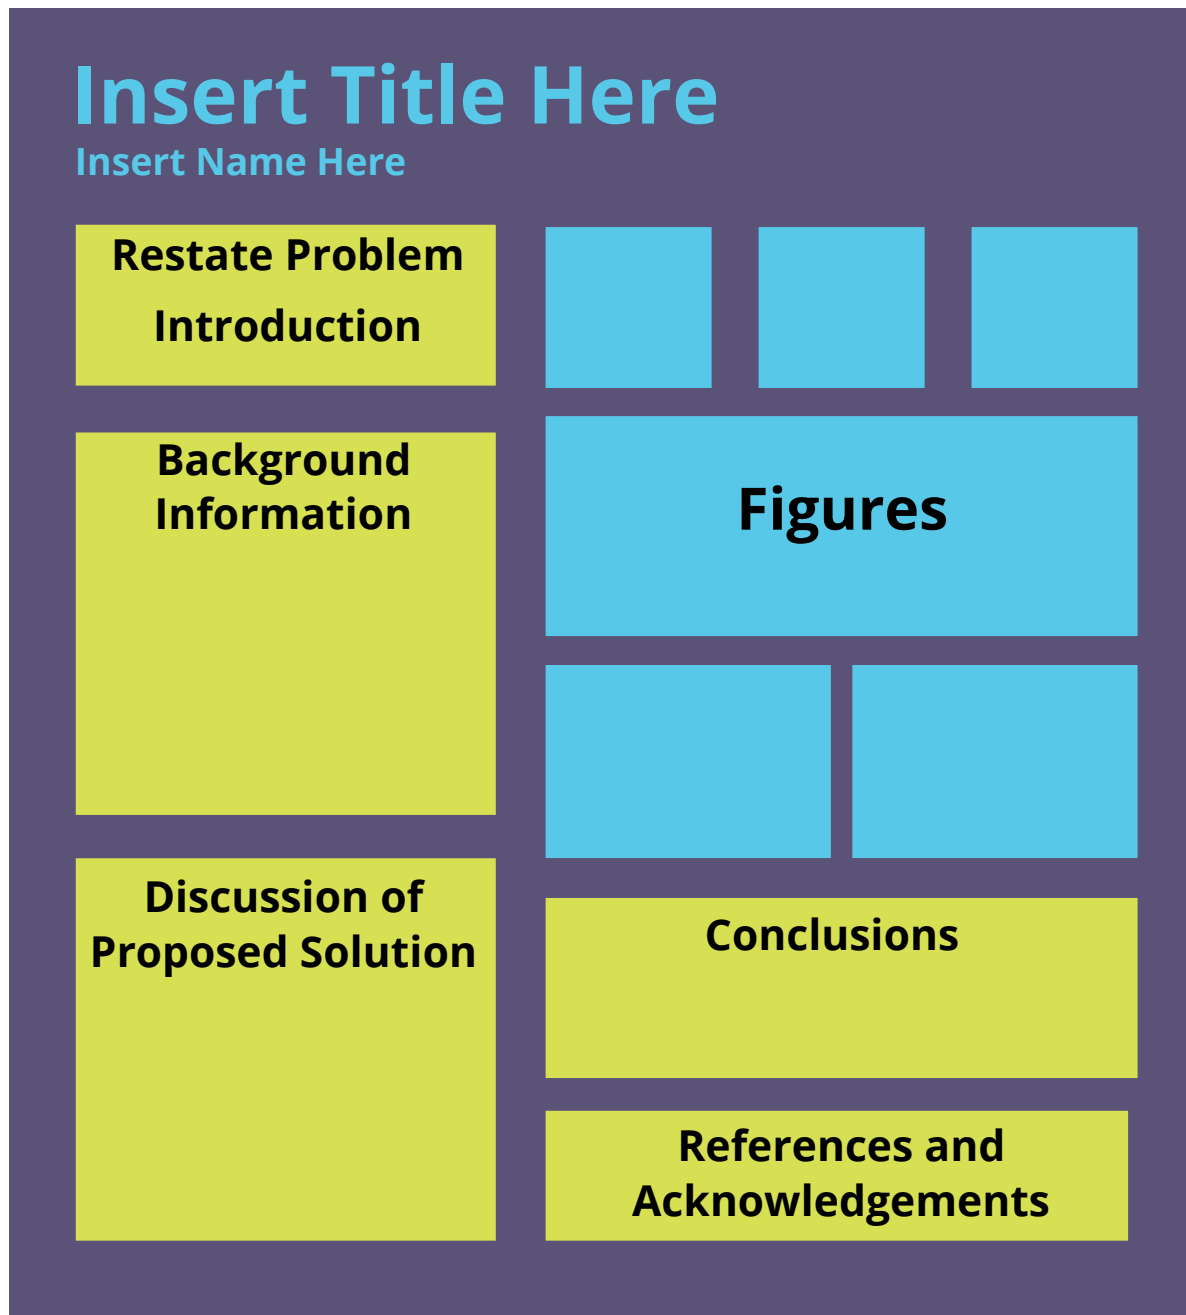 Insert Title Here
Insert Name Here
Restate Problem
Introduction
Background
Information
Discussion of
Proposed Solution
Figures
Conclusions
References and
Acknowledgements